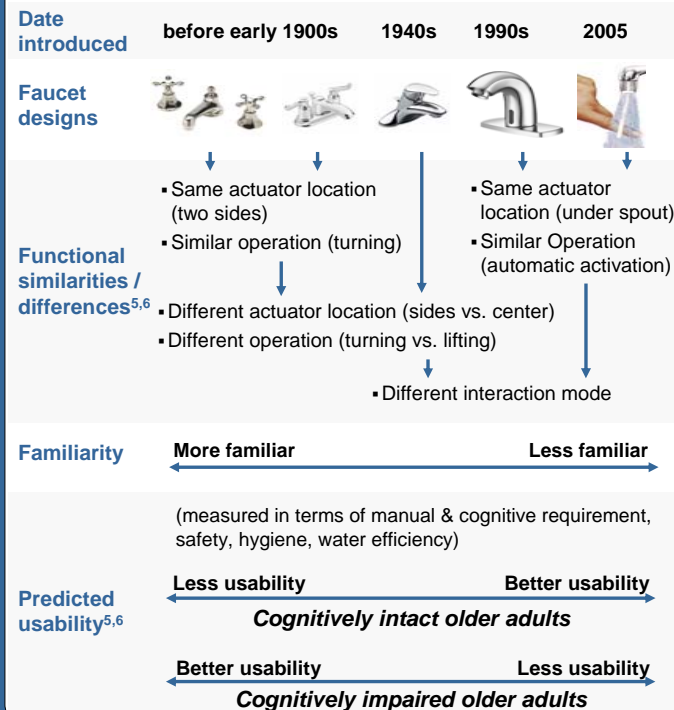 Date
introduced
before early 1900s 1940s 1990s 2005
Faucet
designs
Functional
similarities /
differences5,6
▪ Same actuator location
(two sides)
▪ Similar operation (turning)
▪ Same actuator
location (under spout)
▪ Similar Operation
(automatic activation)
▪ Different actuator location (sides vs. center)
▪ Different operation (turning vs. lifting)
▪ Different interaction mode
Familiarity
More familiar Less familiar
Predicted
usability5,6
(measured in terms of manual & cognitive requirement,
safety, hygiene, water efficiency)
Less usability Better usability
Cognitively intact older adults
Better usability Less usability
Cognitively impaired older adults